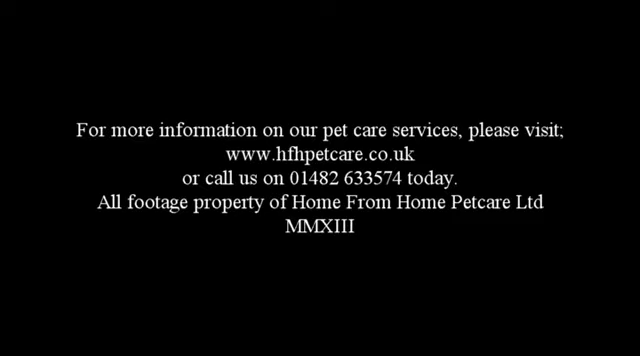 For more information on our pet care services, please visit;
www.hfhpetcare.co.uk
or call us on 01482 633574 today.
All footage property of Home From Home Petcare Ltd
MMXIII